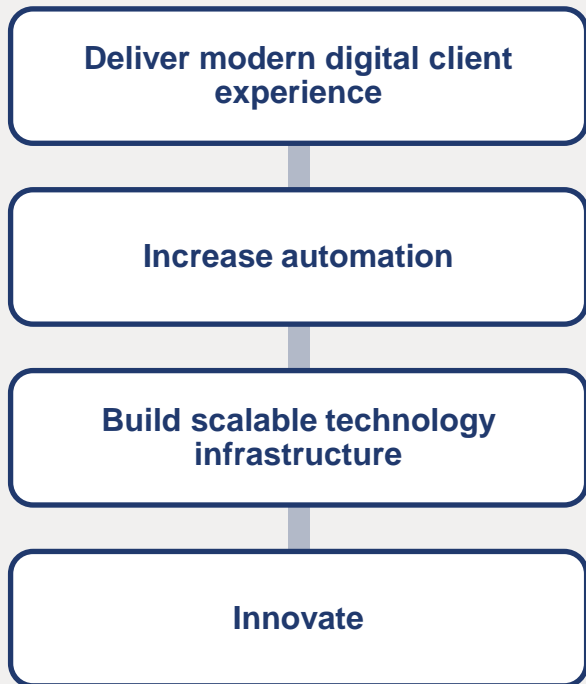 Deliver modern digital client
experience
Increase automation
Build scalable technology
infrastructure
Innovate